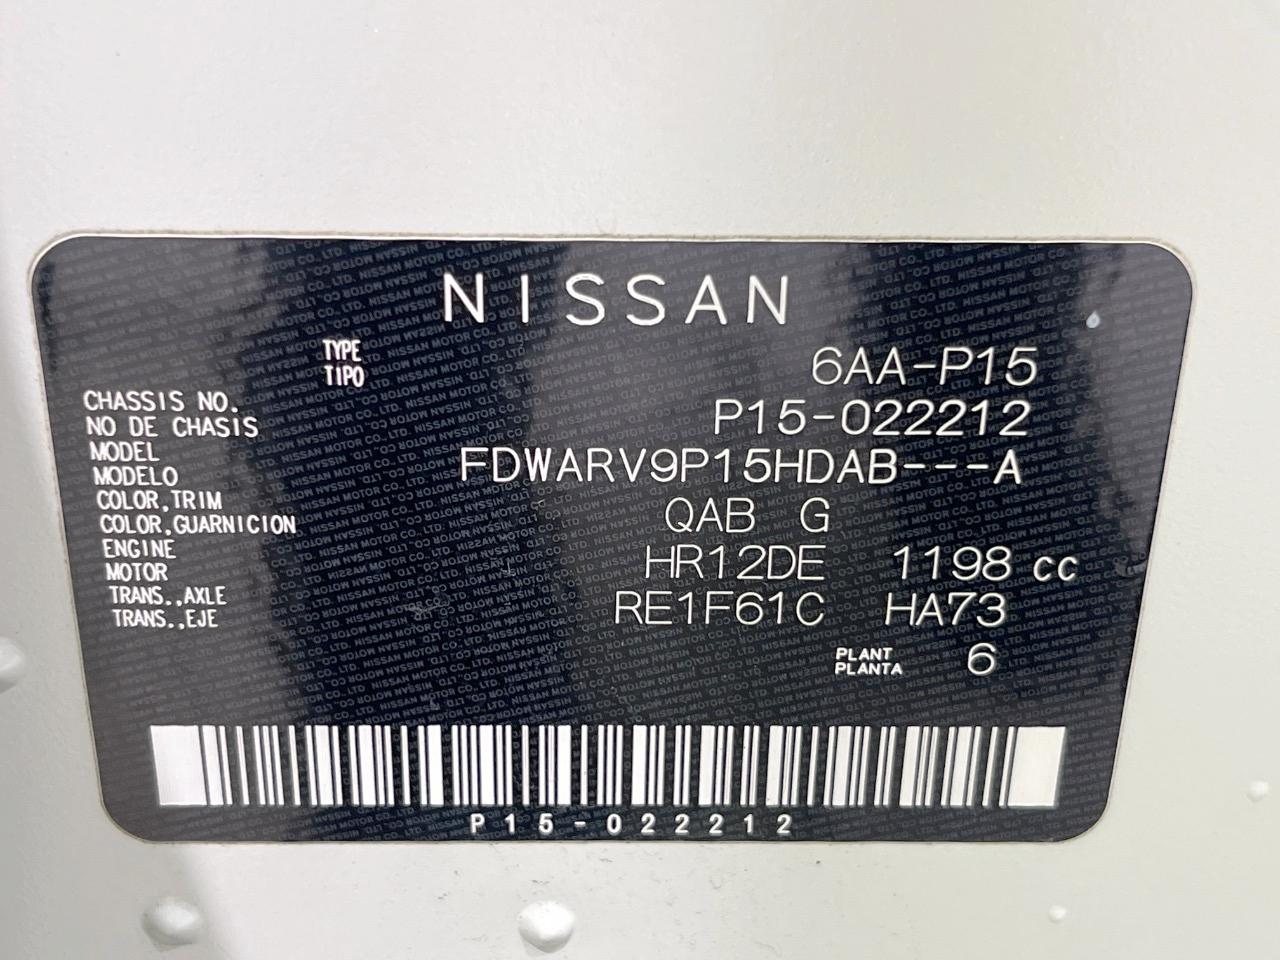 NISSAN
TYPE
TIPO 6AA-P15
CHASSIS NO.
NO DE CHASIS P15-022212
MODEL
MODELO FDWARV9P15HDAB---A
COLOR,TRIM
COLOR,GUARNICION QAB G
ENGINE
MOTOR HR12DE 1198 cc
TRANS.,AXLE
TRANS.,EJE RE1F61C HA73
PLANT
PLANTA 6
P15-022212